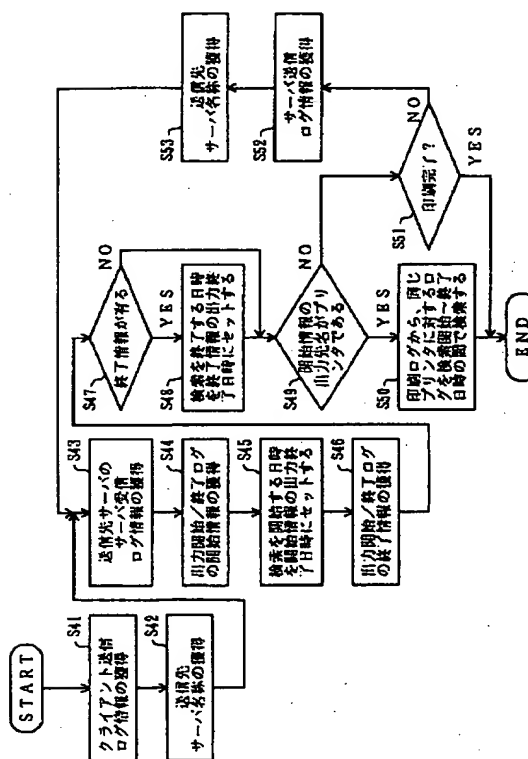 START
S41
クライアント送信
ログ情報の獲得
S42
送信先
サーバ名称の獲得
S43
送信先サーバの
サーバ受信
ログ情報の獲得
S44
出力開始／終了ログ
の開始情報の獲得
S45
検索を開始する日時
を開始情報の出力終
了日時にセットする
S46
出力開始／終了ログ
の終了情報の獲得
S47
終了情報が有る
NO
YES
S48
検索を終了する日時
を終了情報の出力終
了日時にセットする
S49
開始情報の
出力先名がプリ
ンタである
NO
YES
S50
印刷ログから、同じ
プリンタに対するロ
グを検索開始～終了
日時の間で検索する
S51
印刷完了？
NO
YES
S52
サーバ送信
ログ情報の獲得
S53
送信先
サーバ名称の獲得
END